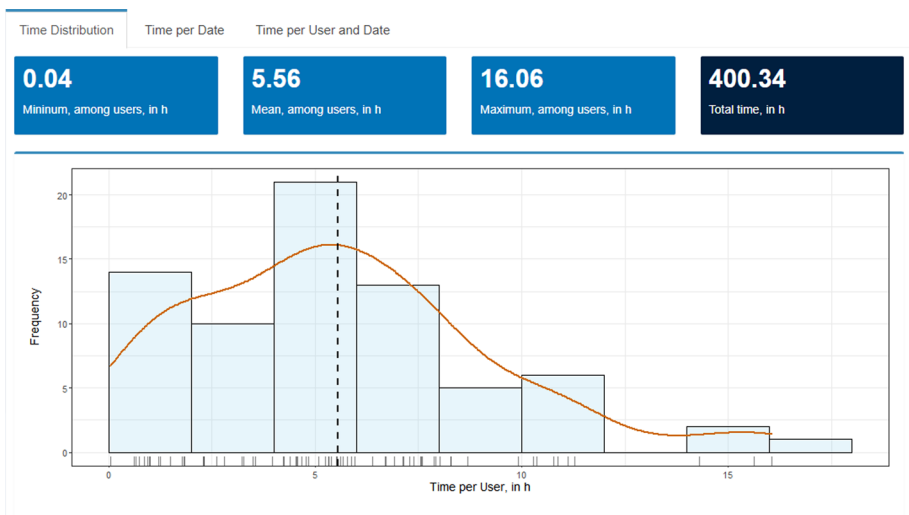 Time Distribution Time per Date Time per User and Date
0.04 5.56 16.06 400.34
Mininum, among users, in h Mean, among users, in h Maximum, among users, in h Total time, in h
20
15
10
5
0
Frequency
0 5 10 15
Time per User, in h